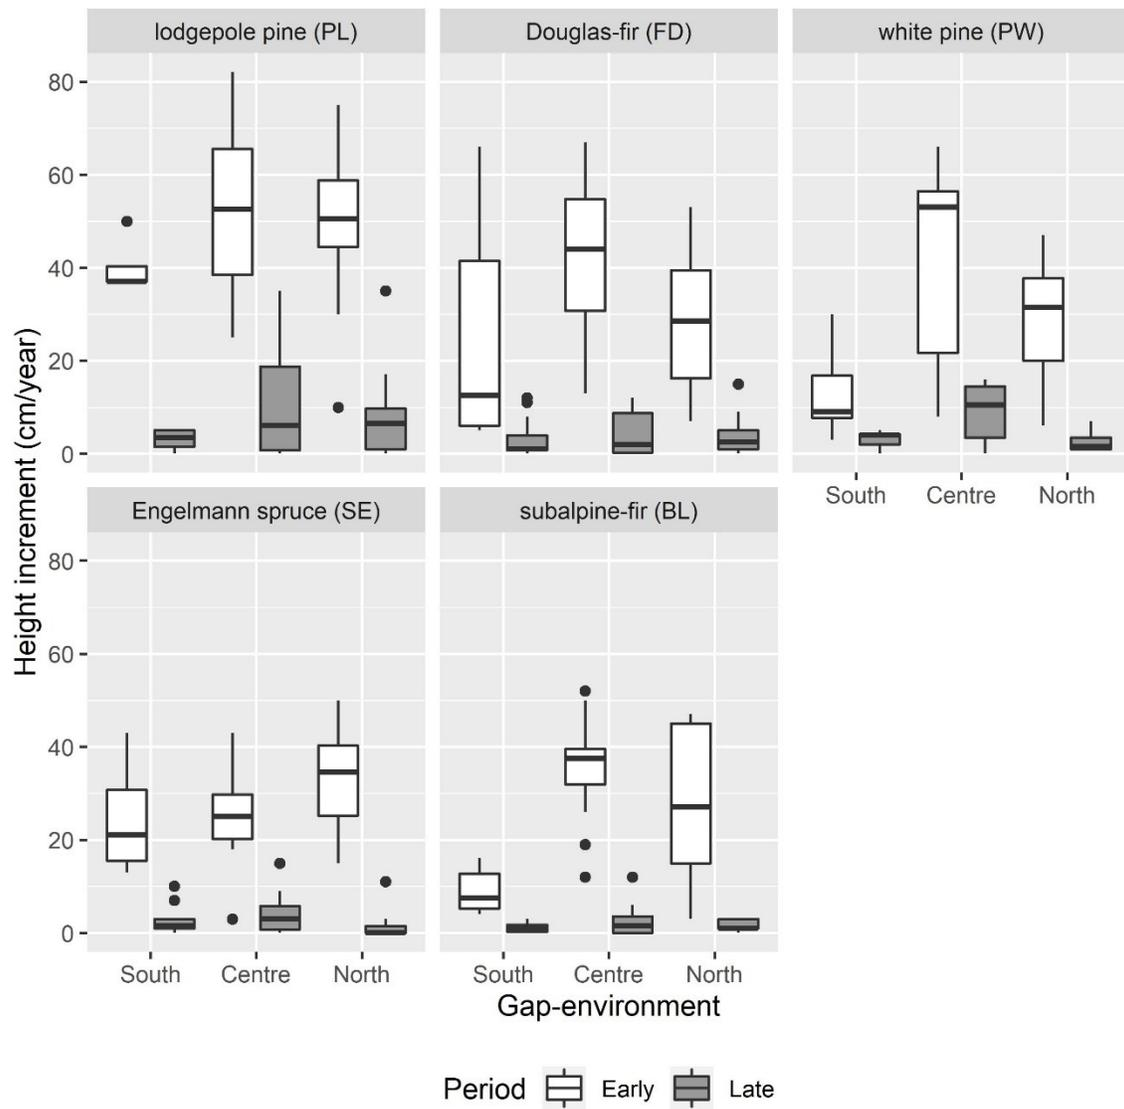 lodgepole pine (PL)
Douglas-fir (FD)
white pine (PW)
80
60
40
20
0
South
Centre
North
Engelmann spruce (SE)
subalpine-fir (BL)
80
60
40
20
0
South
Centre
North
South
Centre
North
Height increment (cm/year)
Gap-environment
Period
Early
Late